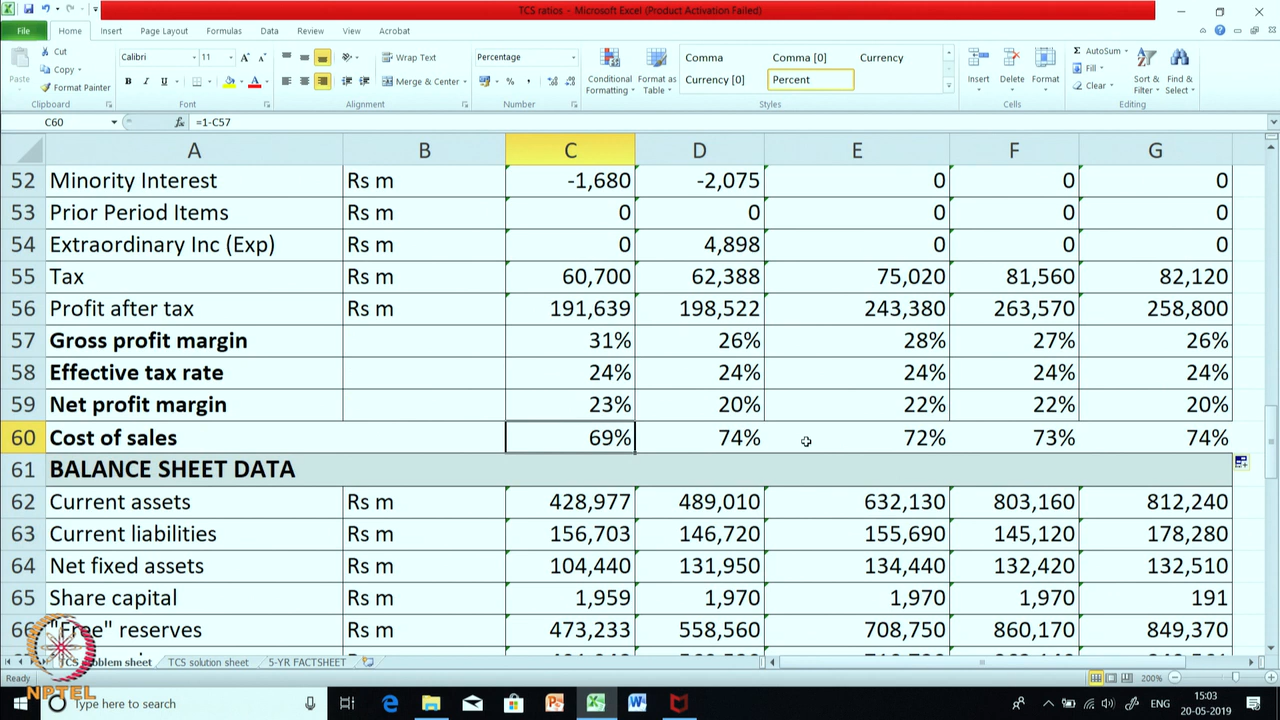 TCS ratios - Microsoft Excel (Product Activation Failed)
File Home Insert Page Layout Formulas Data Review View Acrobat
Paste Cut Copy Format Painter
Clipboard
Calibri 11
B I U
Font
Wrap Text
Merge & Center
Alignment
Percentage
Number
Conditional Formatting
Format as Table
Comma Comma [0] Currency
Currency [0] Percent
Styles
Insert Delete Format
Cells
AutoSum
Fill
Clear
Sort & Filter
Find & Select
Editing
C60 fx =1-C57
A B C D E F G
52 Minority Interest Rs m -1,680 -2,075 0 0 0
53 Prior Period Items Rs m 0 0 0 0 0
54 Extraordinary Inc (Exp) Rs m 0 4,898 0 0 0
55 Tax Rs m 60,700 62,388 75,020 81,560 82,120
56 Profit after tax Rs m 191,639 198,522 243,380 263,570 258,800
57 Gross profit margin 31% 26% 28% 27% 26%
58 Effective tax rate 24% 24% 24% 24% 24%
59 Net profit margin 23% 20% 22% 22% 20%
60 Cost of sales 69% 74% 72% 73% 74%
61 BALANCE SHEET DATA
62 Current assets Rs m 428,977 489,010 632,130 803,160 812,240
63 Current liabilities Rs m 156,703 146,720 155,690 145,120 178,280
64 Net fixed assets Rs m 104,440 131,950 134,440 132,420 132,510
65 Share capital Rs m 1,959 1,970 1,970 1,970 191
66 "Free" reserves Rs m 473,233 558,560 708,750 860,170 849,370
TCS problem sheet TCS solution sheet 5-YR FACTSHEET
Ready 200%
NPTEL
Type here to search
ENG
15:03
20-05-2019